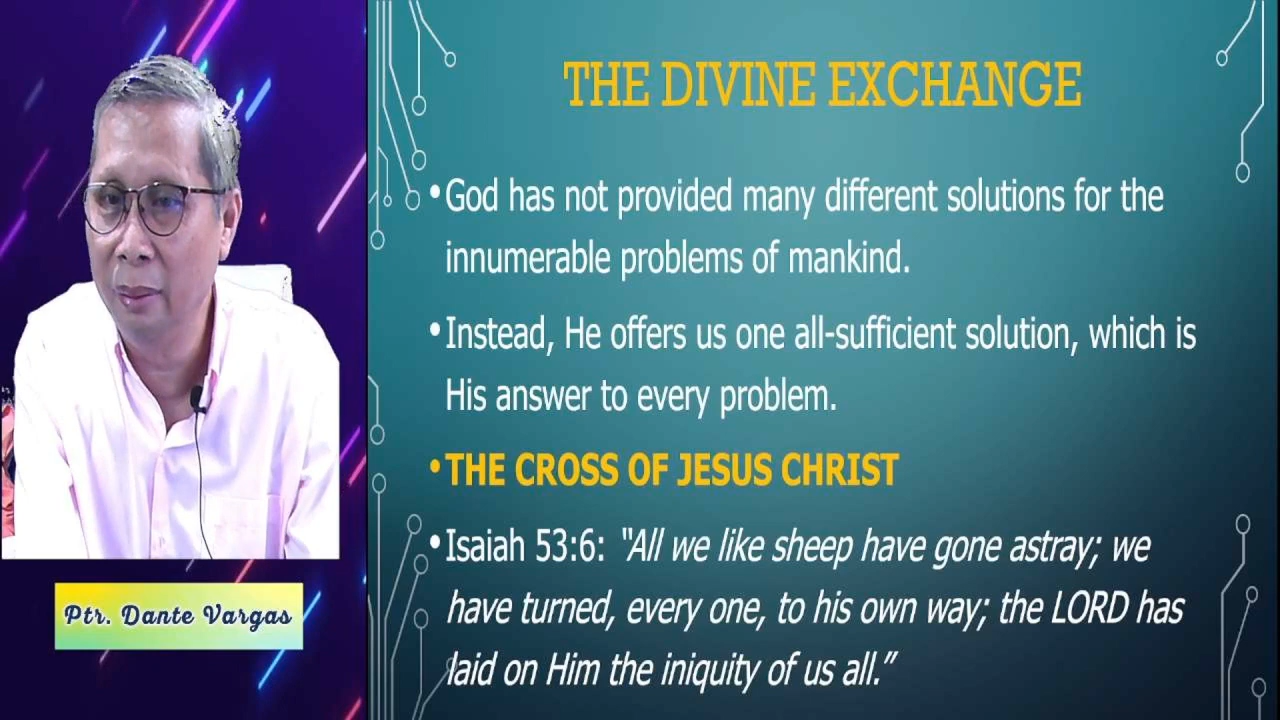 THE DIVINE EXCHANGE
• God has not provided many different solutions for the
innumerable problems of mankind.
• Instead, He offers us one all-sufficient solution, which is
His answer to every problem.
• THE CROSS OF JESUS CHRIST
• Isaiah 53:6: “All we like sheep have gone astray; we
have turned, every one, to his own way; the LORD has
laid on Him the iniquity of us all.”
Ptr. Dante Vargas